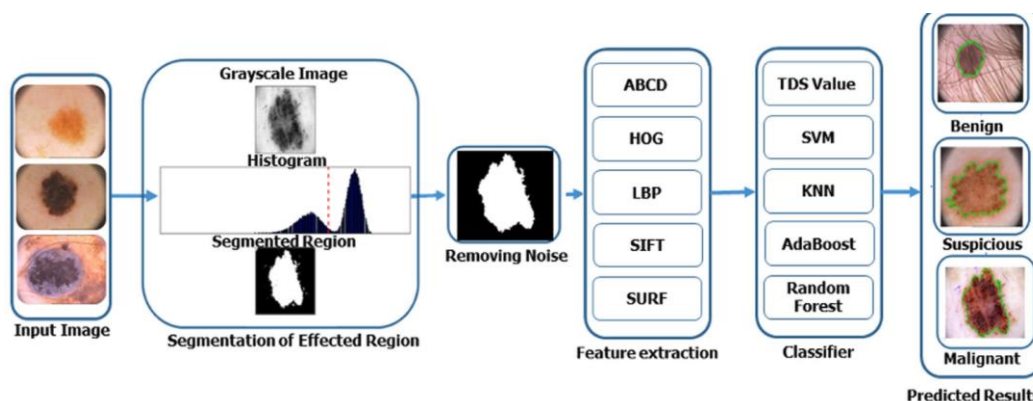 Input Image
Grayscale Image
Histogram
Segmented Region
Segmentation of Effected Region
Removing Noise
ABCD
HOG
LBP
SIFT
SURF
Feature extraction
TDS Value
SVM
KNN
AdaBoost
Random
Forest
Classifier
Benign
Suspicious
Malignant
Predicted Result